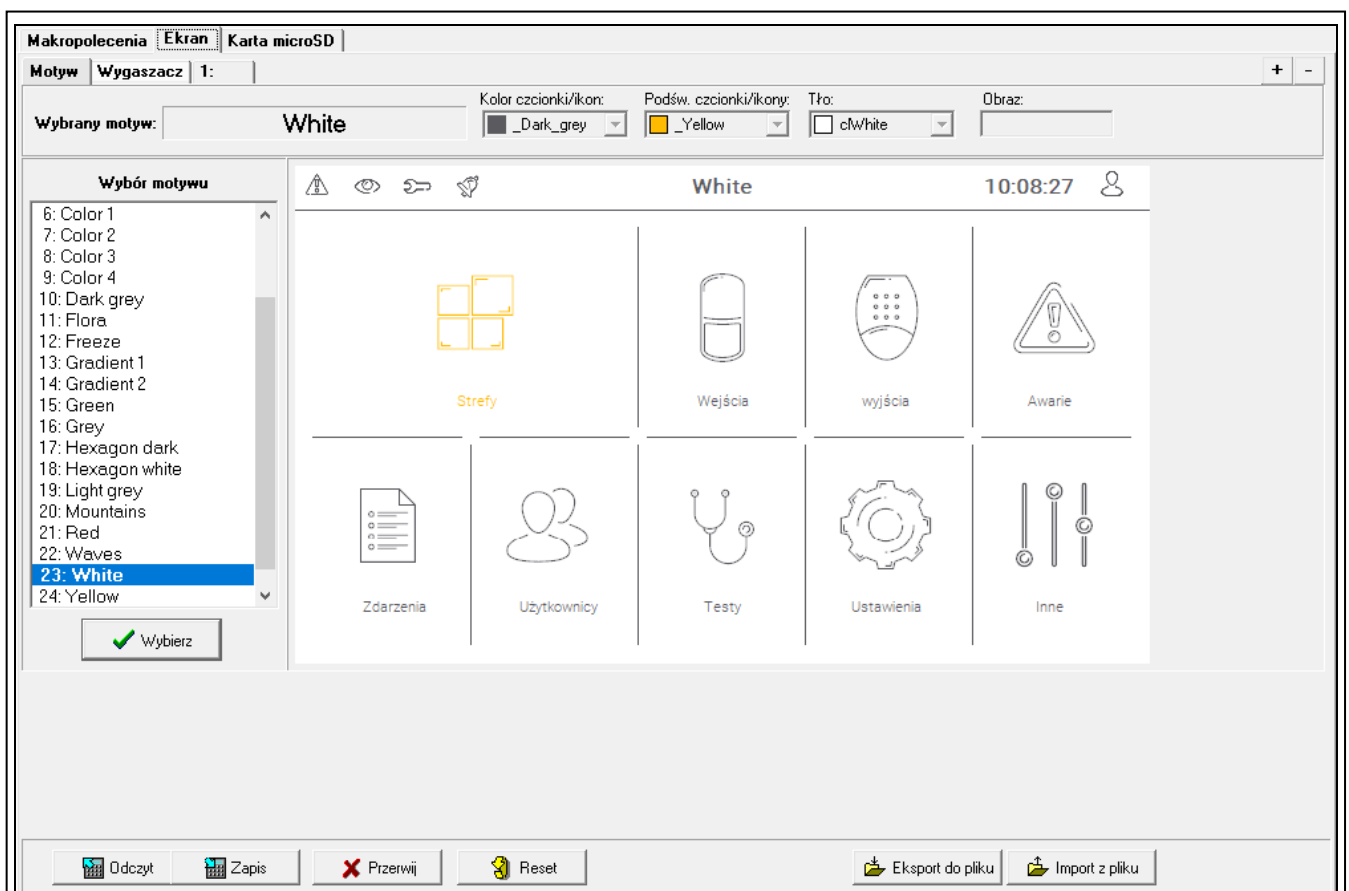 Makropolecenia Ekran Karta microSD
Motyw Wygaszacz 1: + -
Kolor czcionki/ikon: Podśw. czcionki/ikony: Tło: Obraz:
Wybrany motyw: White _Dark_grey _Yellow clWhite
Wybór motywu
6: Color 1
7: Color 2
8: Color 3
9: Color 4
10: Dark grey
11: Flora
12: Freeze
13: Gradient 1
14: Gradient 2
15: Green
16: Grey
17: Hexagon dark
18: Hexagon white
19: Light grey
20: Mountains
21: Red
22: Waves
23: White
24: Yellow
Wybierz
White 10:08:27
Strefy Wejścia wyjścia Awarie
Zdarzenia Użytkownicy Testy Ustawienia Inne
Odczyt Zapis Przerwij Reset Eksport do pliku Import z pliku